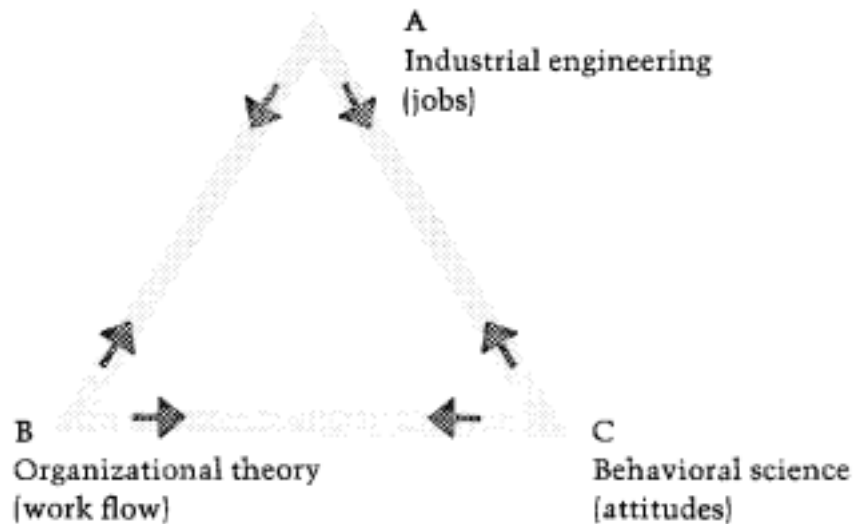 A
Industrial engineering
(jobs)
B
Organizational theory
(work flow)
C
Behavioral science
(attitudes)